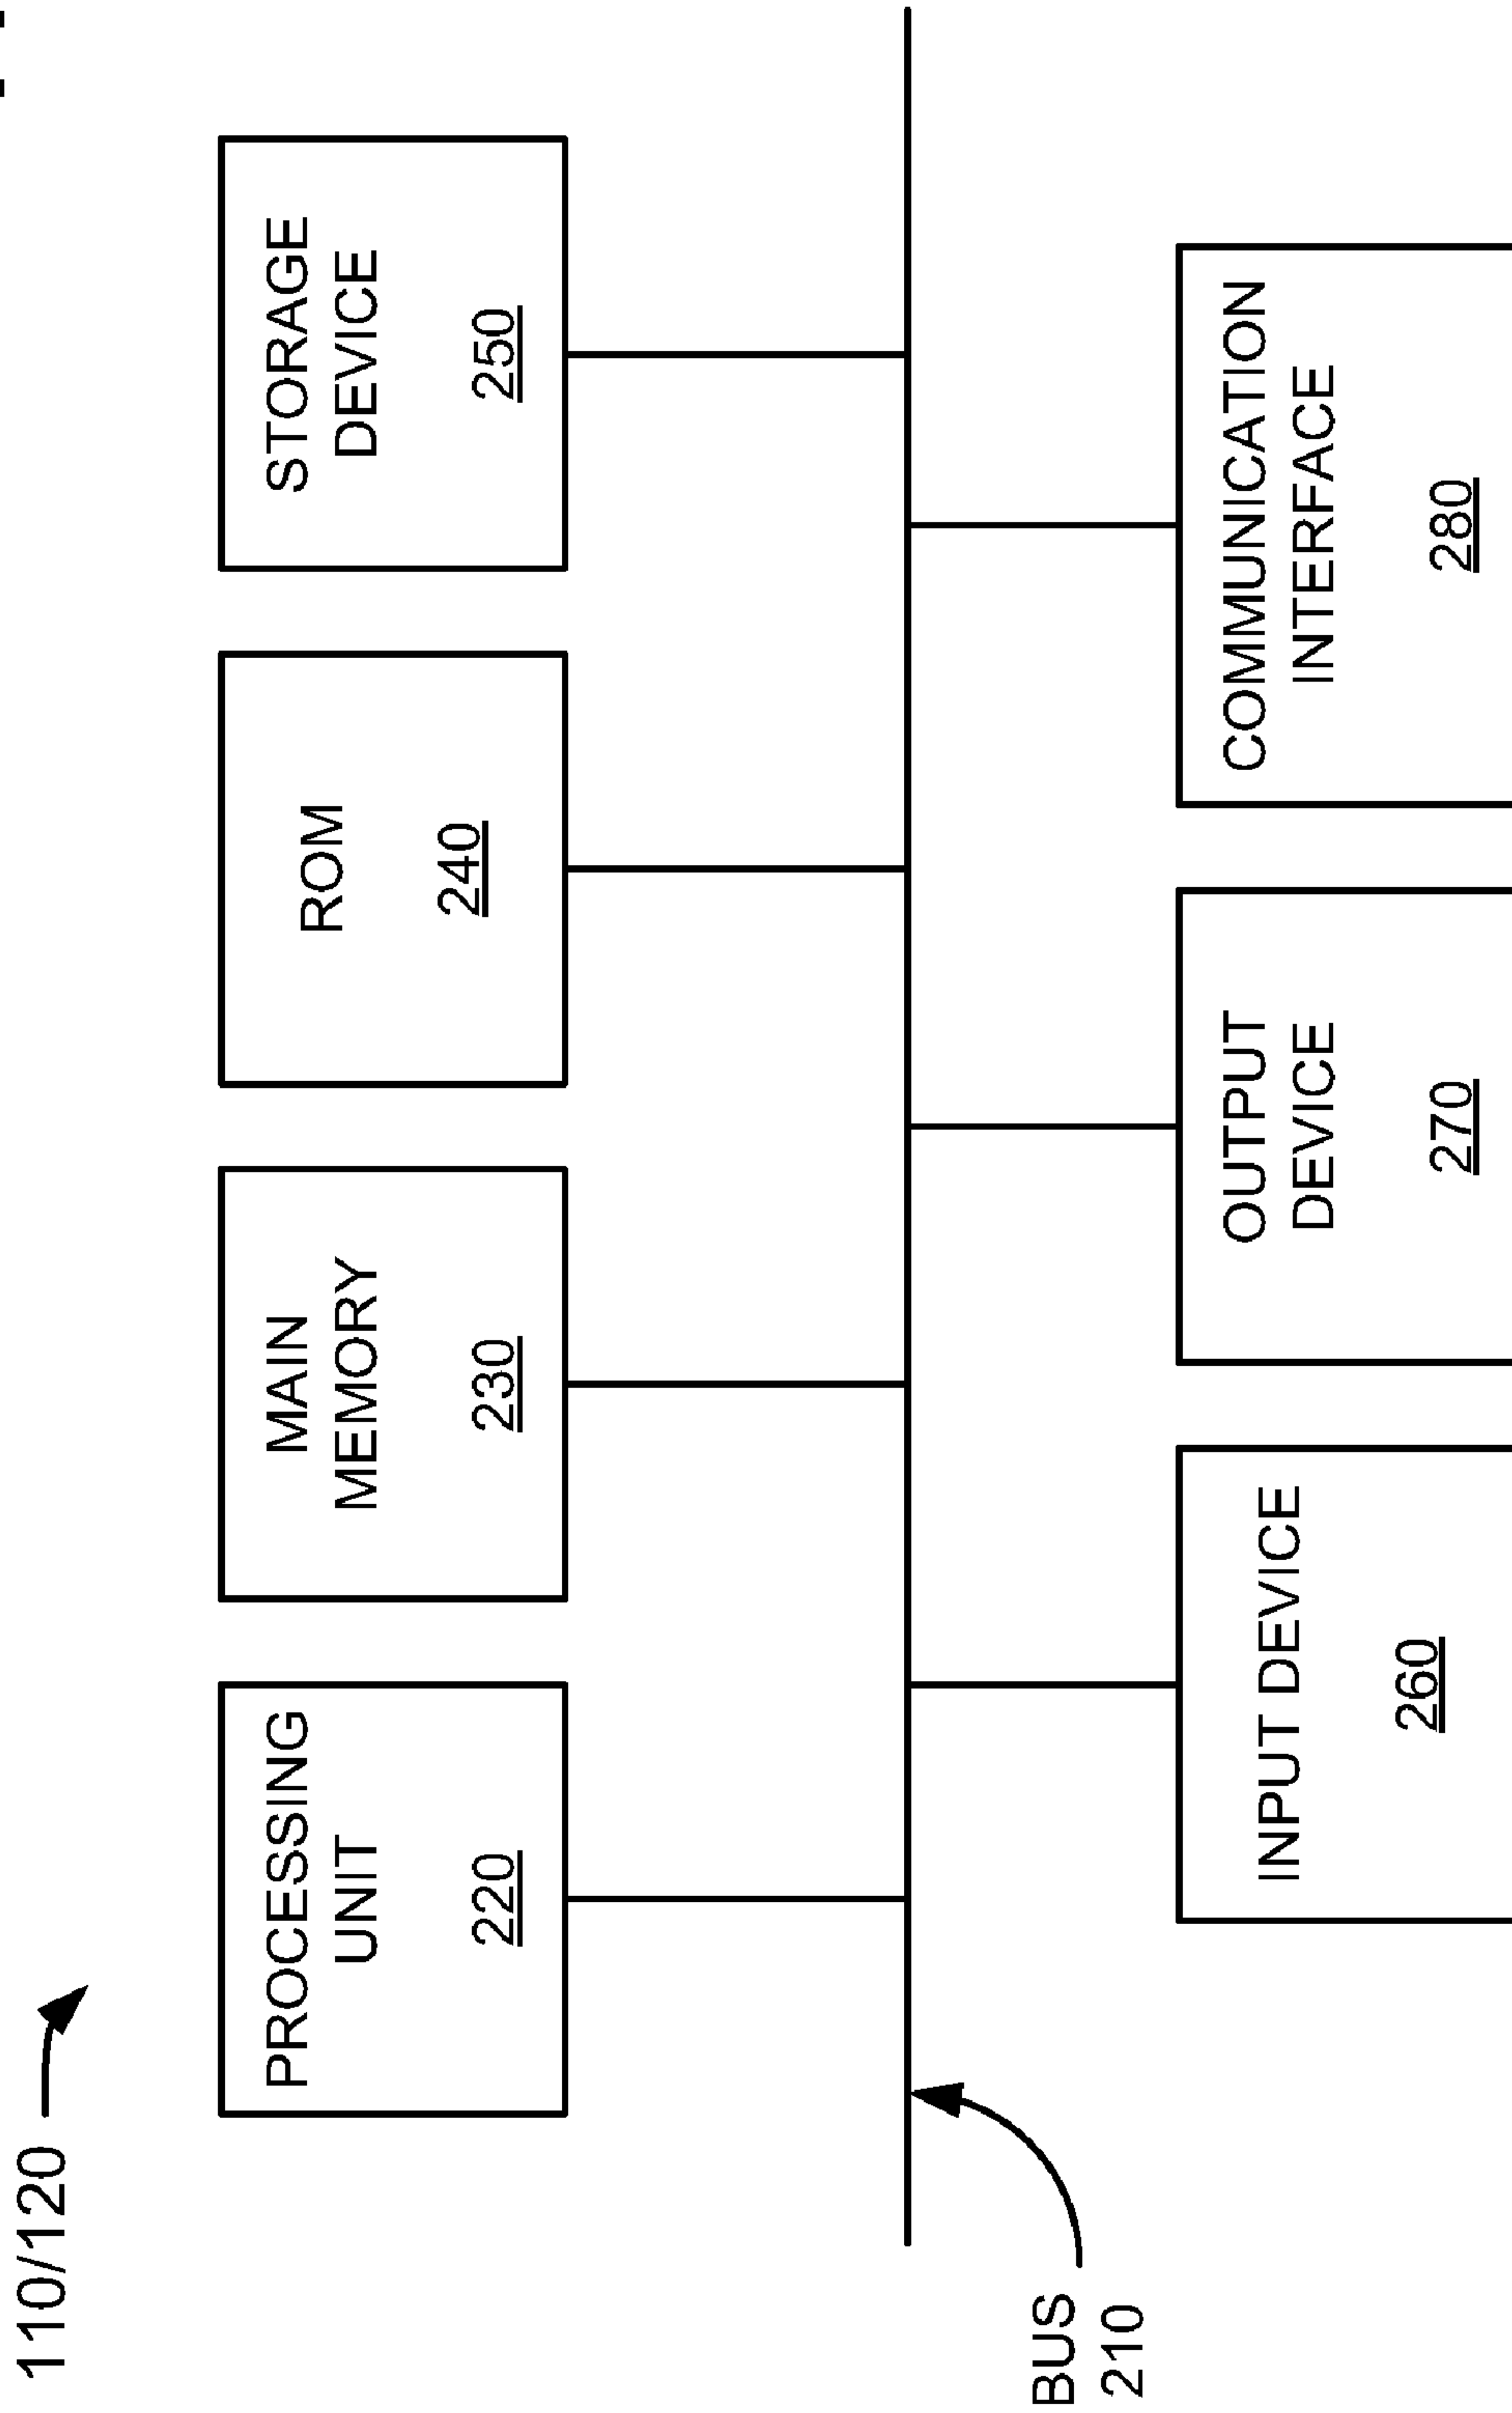 110/120
PROCESSING
UNIT
220
MAIN
MEMORY
230
ROM
240
STORAGE
DEVICE
250
BUS
210
INPUT DEVICE
260
OUTPUT
DEVICE
270
COMMUNICATION
INTERFACE
280